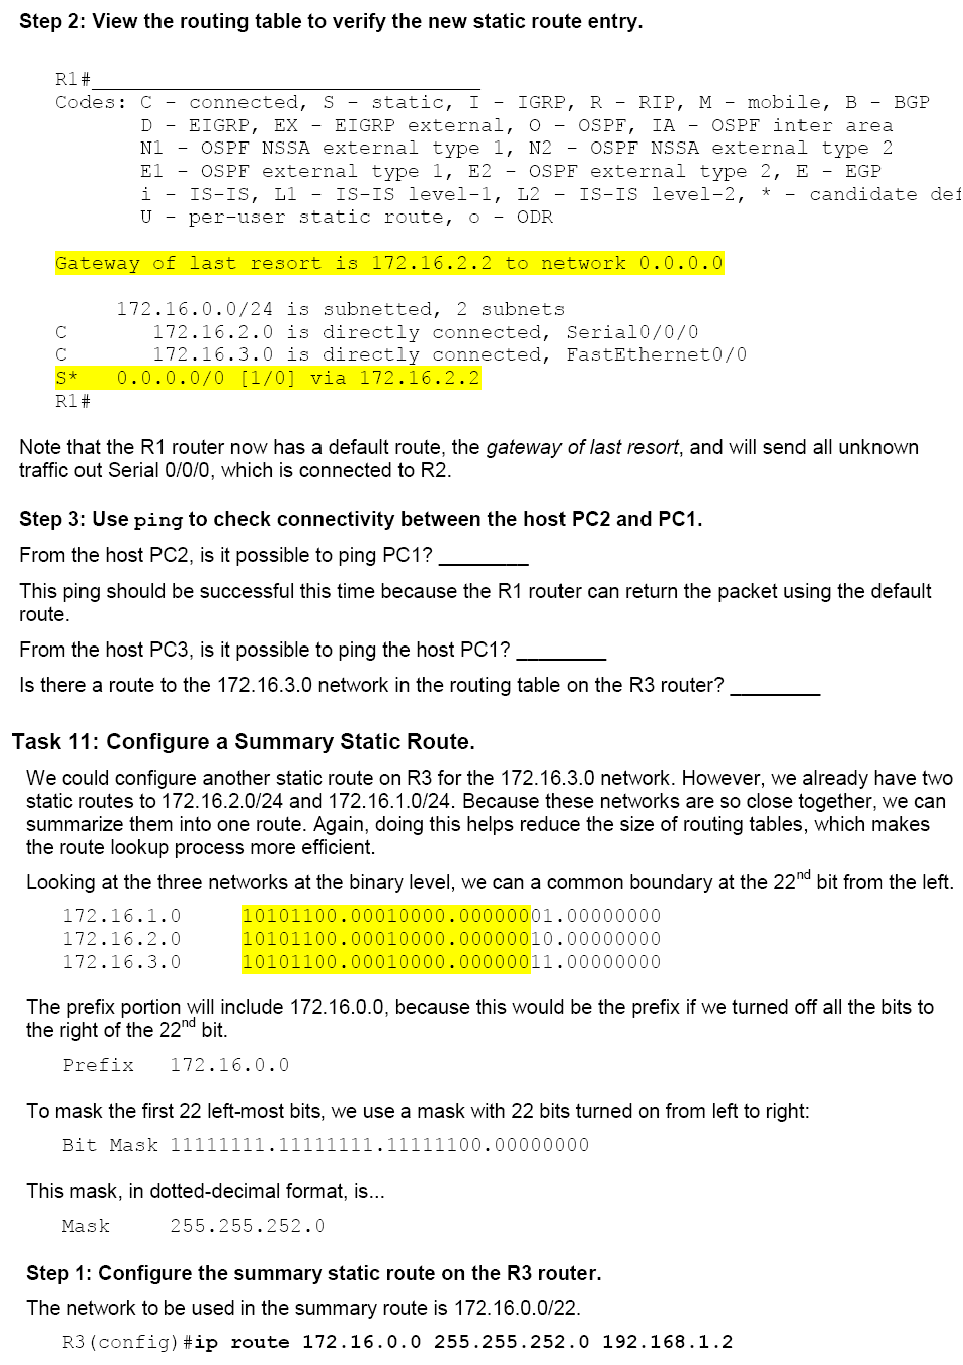 Step 2: View the routing table to verify the new static route entry.
R1#________________________________
Codes: C - connected, S - static, I - IGRP, R - RIP, M - mobile, B - BGP
D - EIGRP, EX - EIGRP external, O - OSPF, IA - OSPF inter area
N1 - OSPF NSSA external type 1, N2 - OSPF NSSA external type 2
E1 - OSPF external type 1, E2 - OSPF external type 2, E - EGP
i - IS-IS, L1 - IS-IS level-1, L2 - IS-IS level-2, * - candidate def
U - per-user static route, o - ODR
Gateway of last resort is 172.16.2.2 to network 0.0.0.0
172.16.0.0/24 is subnetted, 2 subnets
C 172.16.2.0 is directly connected, Serial0/0/0
C 172.16.3.0 is directly connected, FastEthernet0/0
S* 0.0.0.0/0 [1/0] via 172.16.2.2
R1#
Note that the R1 router now has a default route, the gateway of last resort, and will send all unknown
traffic out Serial 0/0/0, which is connected to R2.
Step 3: Use ping to check connectivity between the host PC2 and PC1.
From the host PC2, is it possible to ping PC1? ________
This ping should be successful this time because the R1 router can return the packet using the default
route.
From the host PC3, is it possible to ping the host PC1? ________
Is there a route to the 172.16.3.0 network in the routing table on the R3 router? ________
Task 11: Configure a Summary Static Route.
We could configure another static route on R3 for the 172.16.3.0 network. However, we already have two
static routes to 172.16.2.0/24 and 172.16.1.0/24. Because these networks are so close together, we can
summarize them into one route. Again, doing this helps reduce the size of routing tables, which makes
the route lookup process more efficient.
Looking at the three networks at the binary level, we can a common boundary at the 22nd bit from the left.
172.16.1.0 10101100.00010000.00000001.00000000
172.16.2.0 10101100.00010000.00000010.00000000
172.16.3.0 10101100.00010000.00000011.00000000
The prefix portion will include 172.16.0.0, because this would be the prefix if we turned off all the bits to
the right of the 22nd bit.
Prefix 172.16.0.0
To mask the first 22 left-most bits, we use a mask with 22 bits turned on from left to right:
Bit Mask 11111111.11111111.11111100.00000000
This mask, in dotted-decimal format, is...
Mask 255.255.252.0
Step 1: Configure the summary static route on the R3 router.
The network to be used in the summary route is 172.16.0.0/22.
R3(config)#ip route 172.16.0.0 255.255.252.0 192.168.1.2